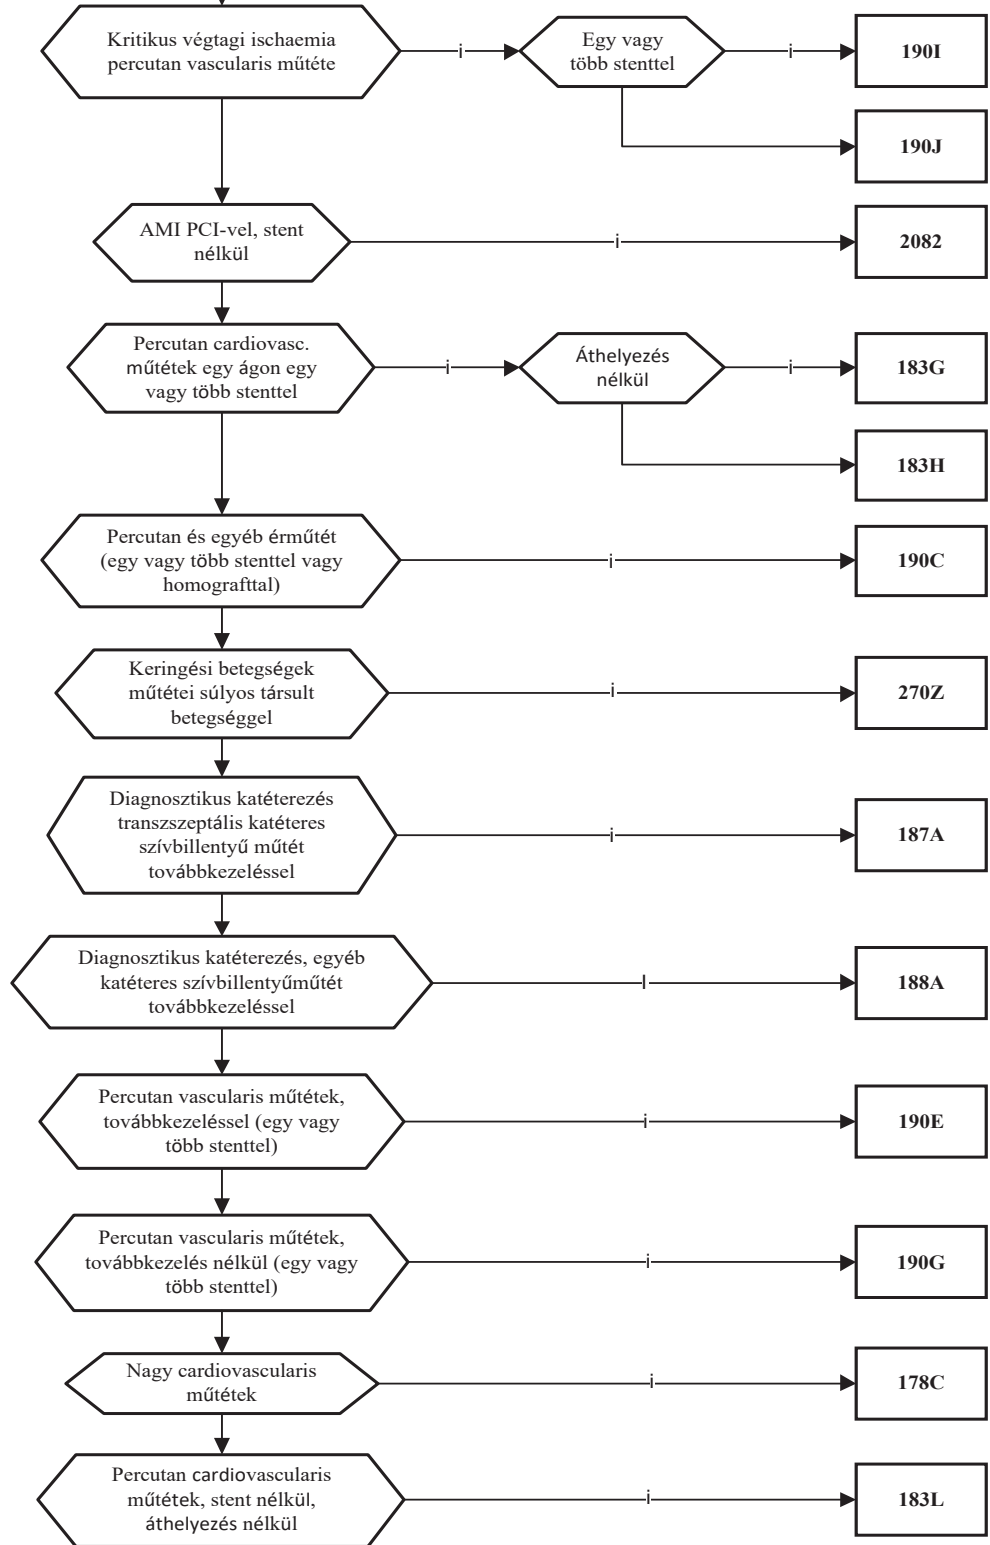 Kritikus végtagi ischaemia
percutan vascularis műtéte
i
Egy vagy
több stenttel
i
190I
190J
AMI PCI-vel, stent
nélkül
i
2082
Percutan cardiovasc.
műtétek egy ágon egy
vagy több stenttel
i
Áthelyezés
nélkül
i
183G
183H
Percutan és egyéb érműtét
(egy vagy több stenttel vagy
homografttal)
i
190C
Keringési betegségek
műtétei súlyos társult
betegséggel
i
270Z
Diagnosztikus katéterezés
transzszeptális katéteres
szívbillentyű műtét
továbbkezeléssel
i
187A
Diagnosztikus katéterezés, egyéb
katéteres szívbillentyűműtét
továbbkezeléssel
I
188A
Percutan vascularis műtétek,
továbbkezeléssel (egy vagy
több stenttel)
i
190E
Percutan vascularis műtétek,
továbbkezelés nélkül (egy vagy
több stenttel)
i
190G
Nagy cardiovascularis
műtétek
i
178C
Percutan cardiovascularis
műtétek, stent nélkül,
áthelyezés nélkül
i
183L